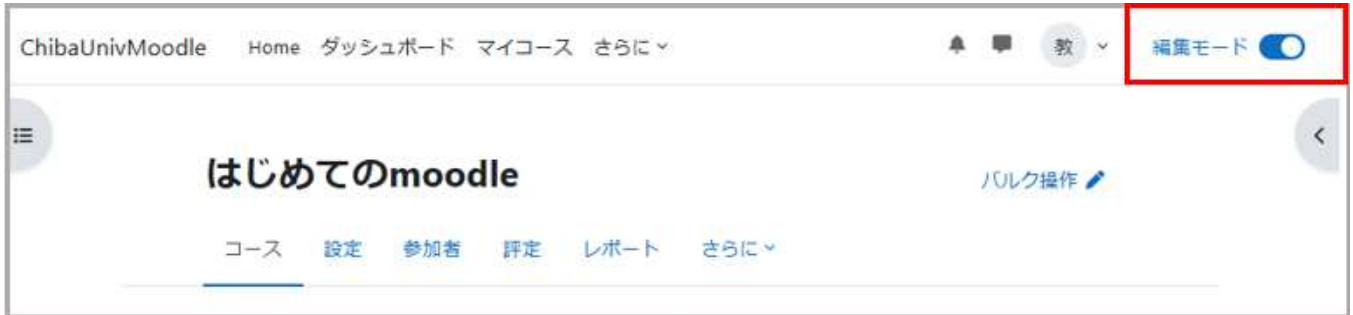 ChibaUnivMoodle Home ダッシュボード マイコース さらに 教 編集モード
はじめてのmoodle
バルク操作
コース 設定 参加者 評定 レポート さらに